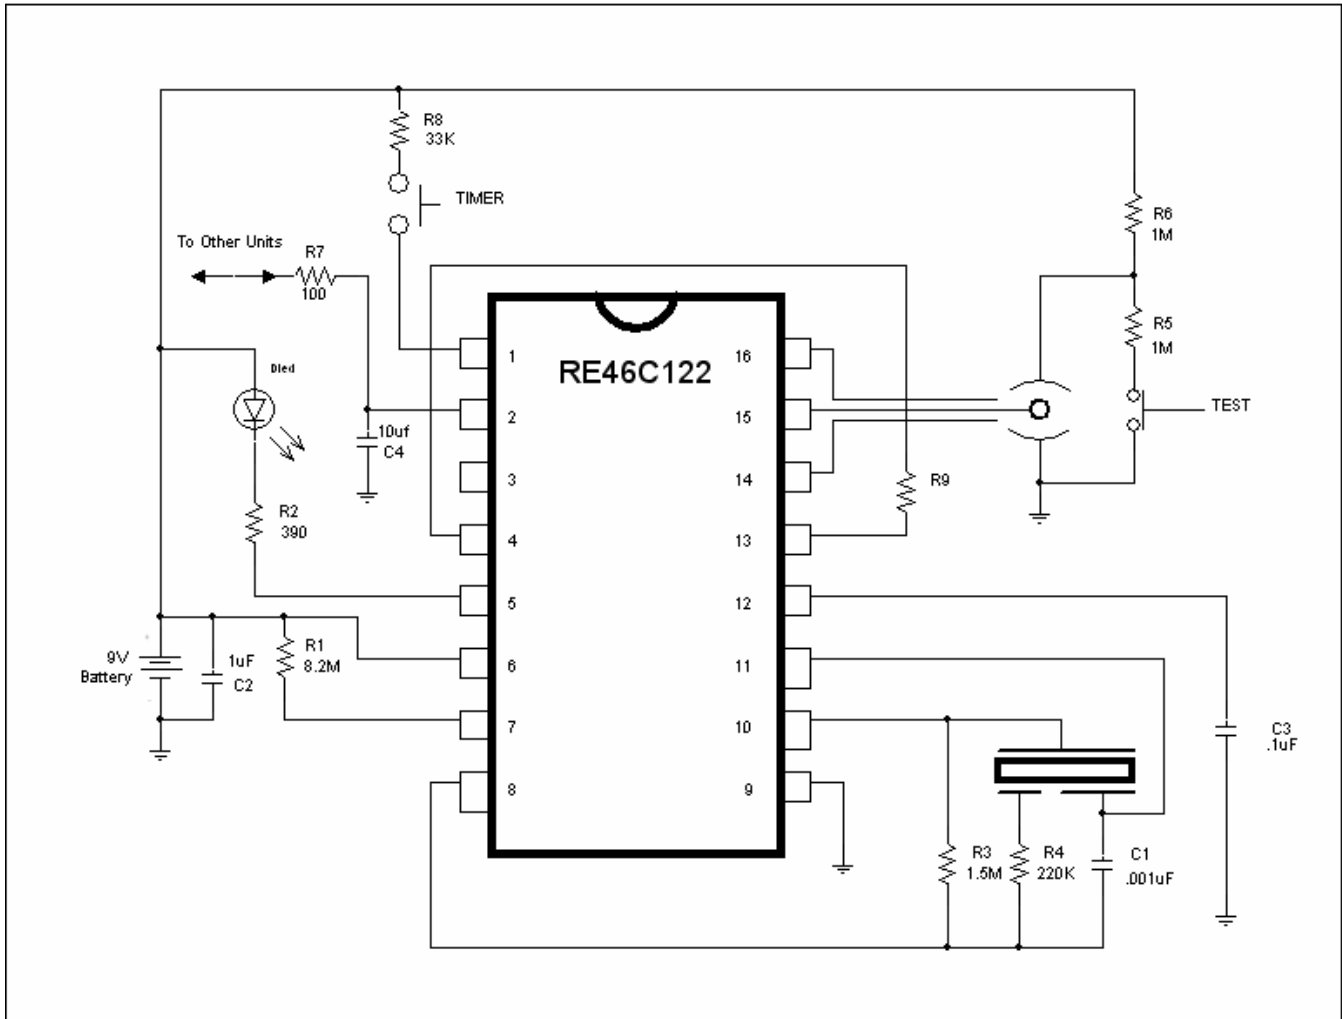 R8
33K
TIMER
To Other Units
R7
100
R6
1M
R5
1M
TEST
Dled
10uf
C4
R2
390
RE46C122
1
2
3
4
5
6
7
8
16
15
14
13
12
11
10
9
R9
9V
Battery
1uF
C2
R1
8.2M
C3
.1uF
R3
1.5M
R4
220K
C1
.001uF